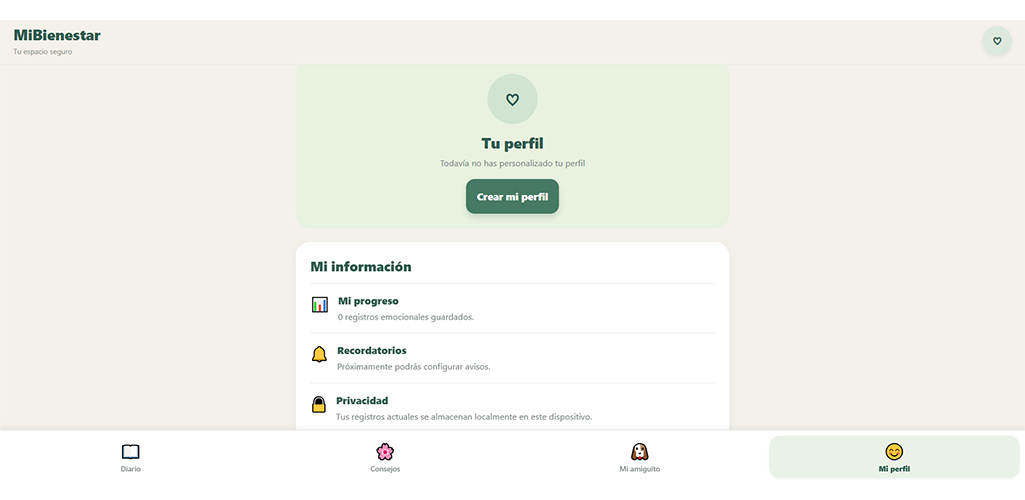 MiBienestar
Tu espacio seguro
Tu perfil
Todavía no has personalizado tu perfil
Crear mi perfil
Mi información
Mi progreso
0 registros emocionales guardados.
Recordatorios
Próximamente podrás configurar avisos.
Privacidad
Tus registros actuales se almacenan localmente en este dispositivo.
Diario
Consejos
Mi amiguito
Mi perfil